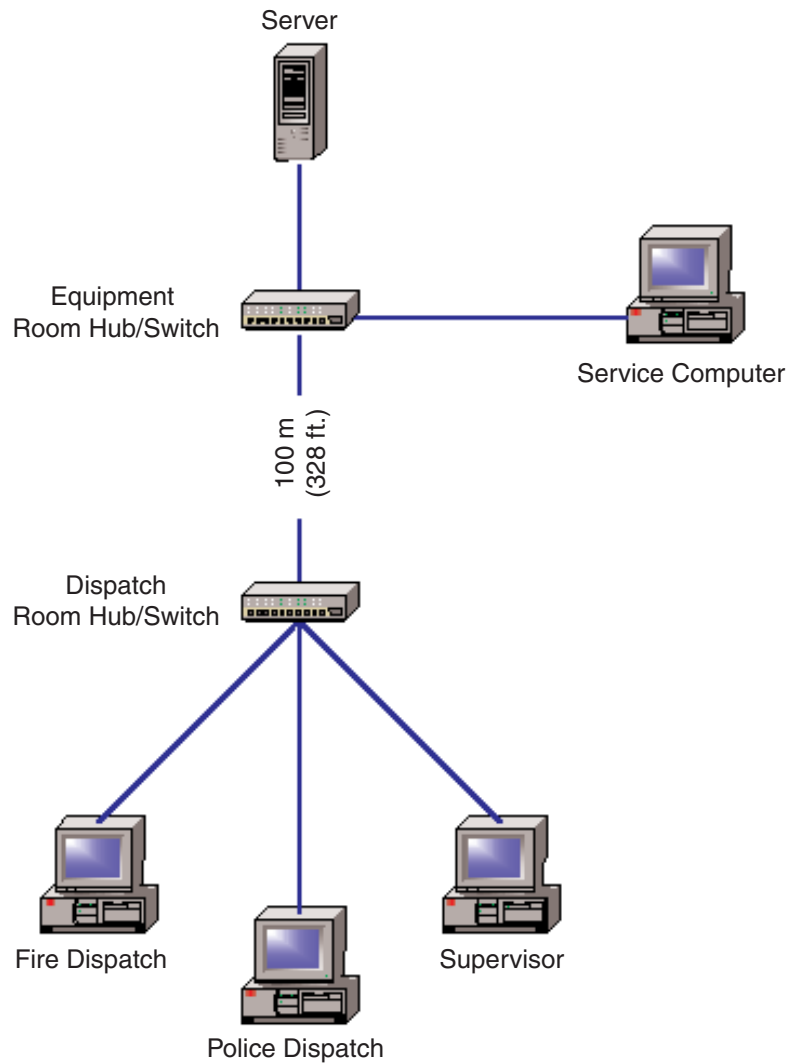 Server
Equipment
Room Hub/Switch
Service Computer
100 m
(328 ft.)
Dispatch
Room Hub/Switch
Fire Dispatch
Supervisor
Police Dispatch